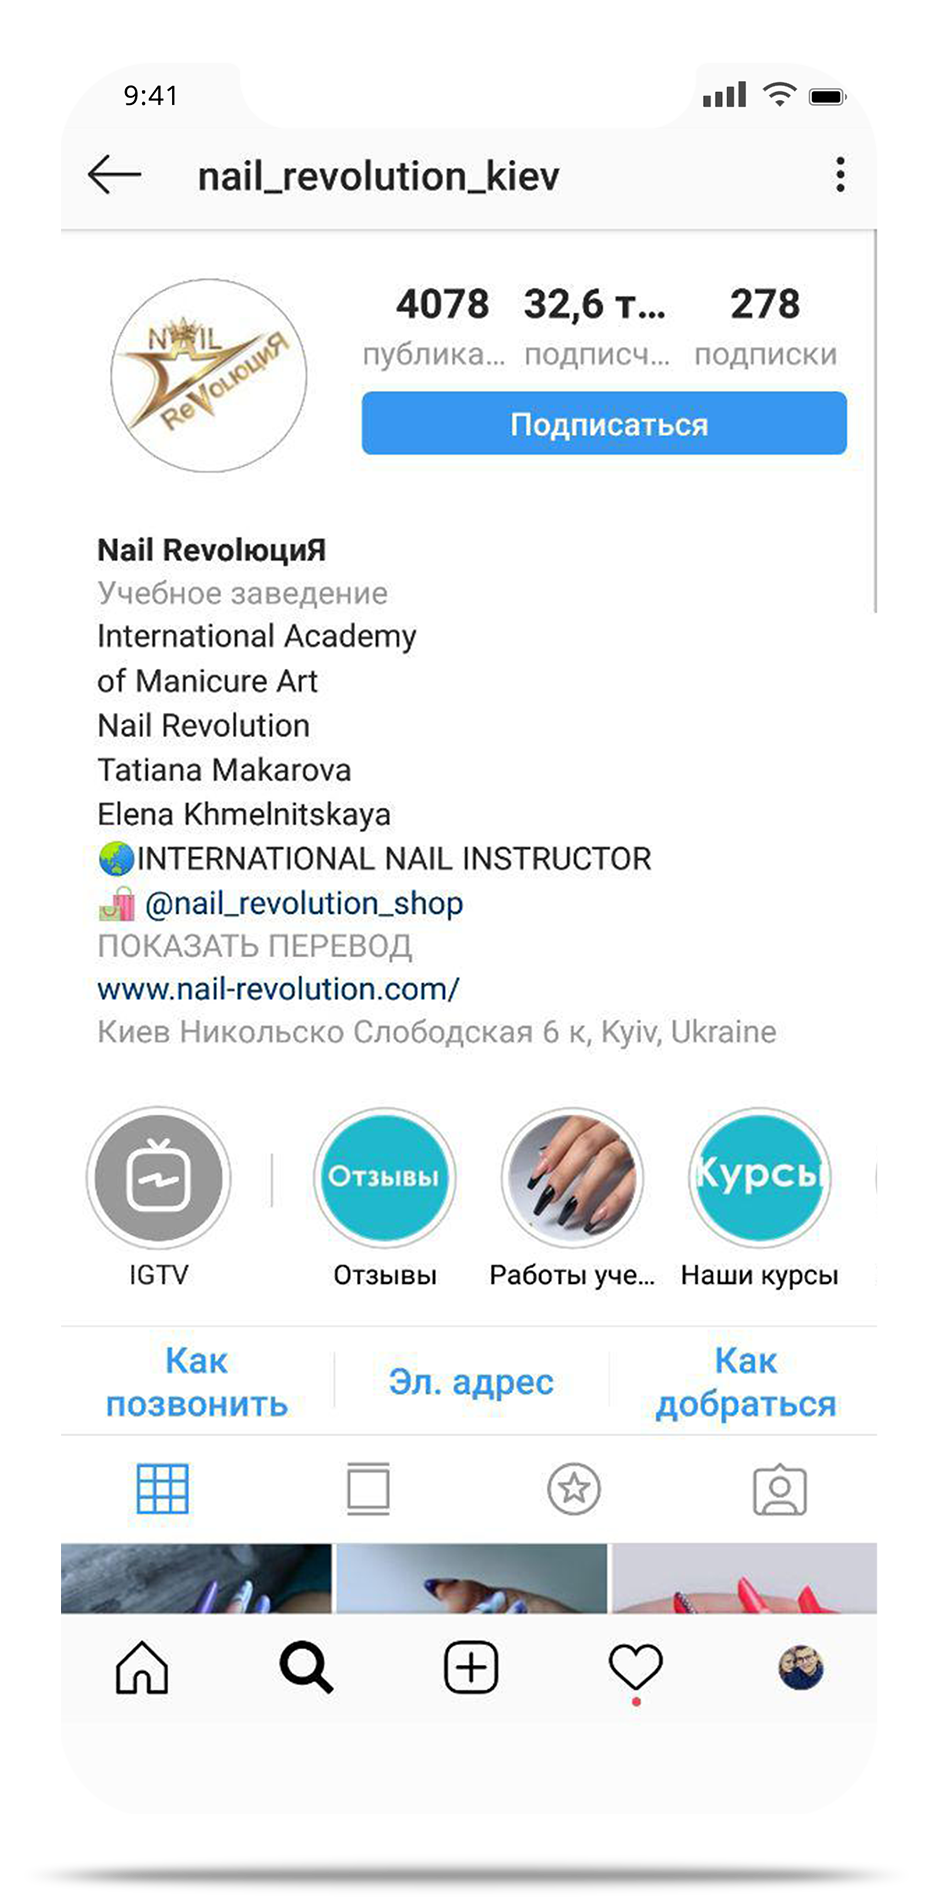 9:41
nail_revolution_kiev
NAIL
ReVolюциЯ
4078 32,6 т... 278
публика... подписч... подписки
Подписаться
Nail RevolюциЯ
Учебное заведение
International Academy
of Manicure Art
Nail Revolution
Tatiana Makarova
Elena Khmelnitskaya
🌏INTERNATIONAL NAIL INSTRUCTOR
🛍 @nail_revolution_shop
ПОКАЗАТЬ ПЕРЕВОД
www.nail-revolution.com/
Киев Никольско Слободская 6 к, Kyiv, Ukraine
Отзывы Курсы
IGTV Отзывы Работы уче... Наши курсы
Как позвонить
Эл. адрес
Как добраться